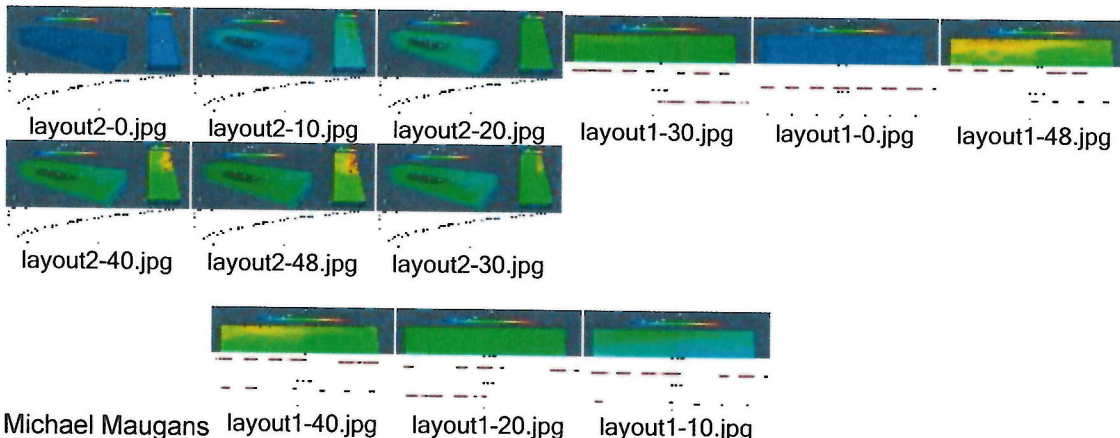 layout2-0.jpg layout2-10.jpg layout2-20.jpg layout1-30.jpg layout1-0.jpg layout1-48.jpg
layout2-40.jpg layout2-48.jpg layout2-30.jpg
Michael Maugans layout1-40.jpg layout1-20.jpg layout1-10.jpg